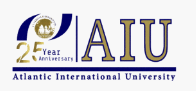 25 Year
Anniversary
AIU
Atlantic International University